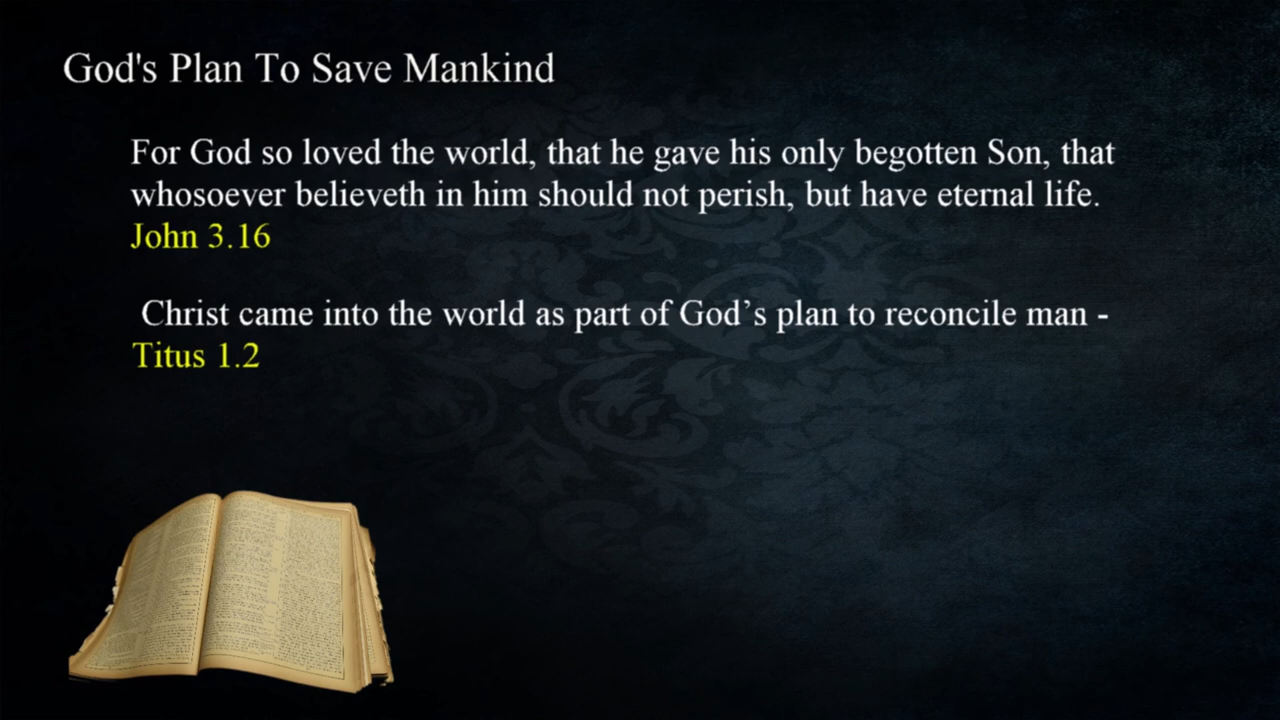 God's Plan To Save Mankind
For God so loved the world, that he gave his only begotten Son, that
whosoever believeth in him should not perish, but have eternal life.
John 3.16
Christ came into the world as part of God’s plan to reconcile man -
Titus 1.2